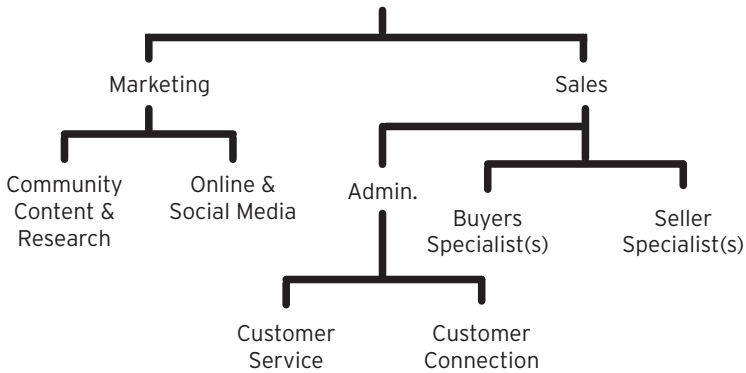 Marketing
Sales
Community
Content &
Research
Online &
Social Media
Admin.
Buyers
Specialist(s)
Seller
Specialist(s)
Customer
Service
Customer
Connection